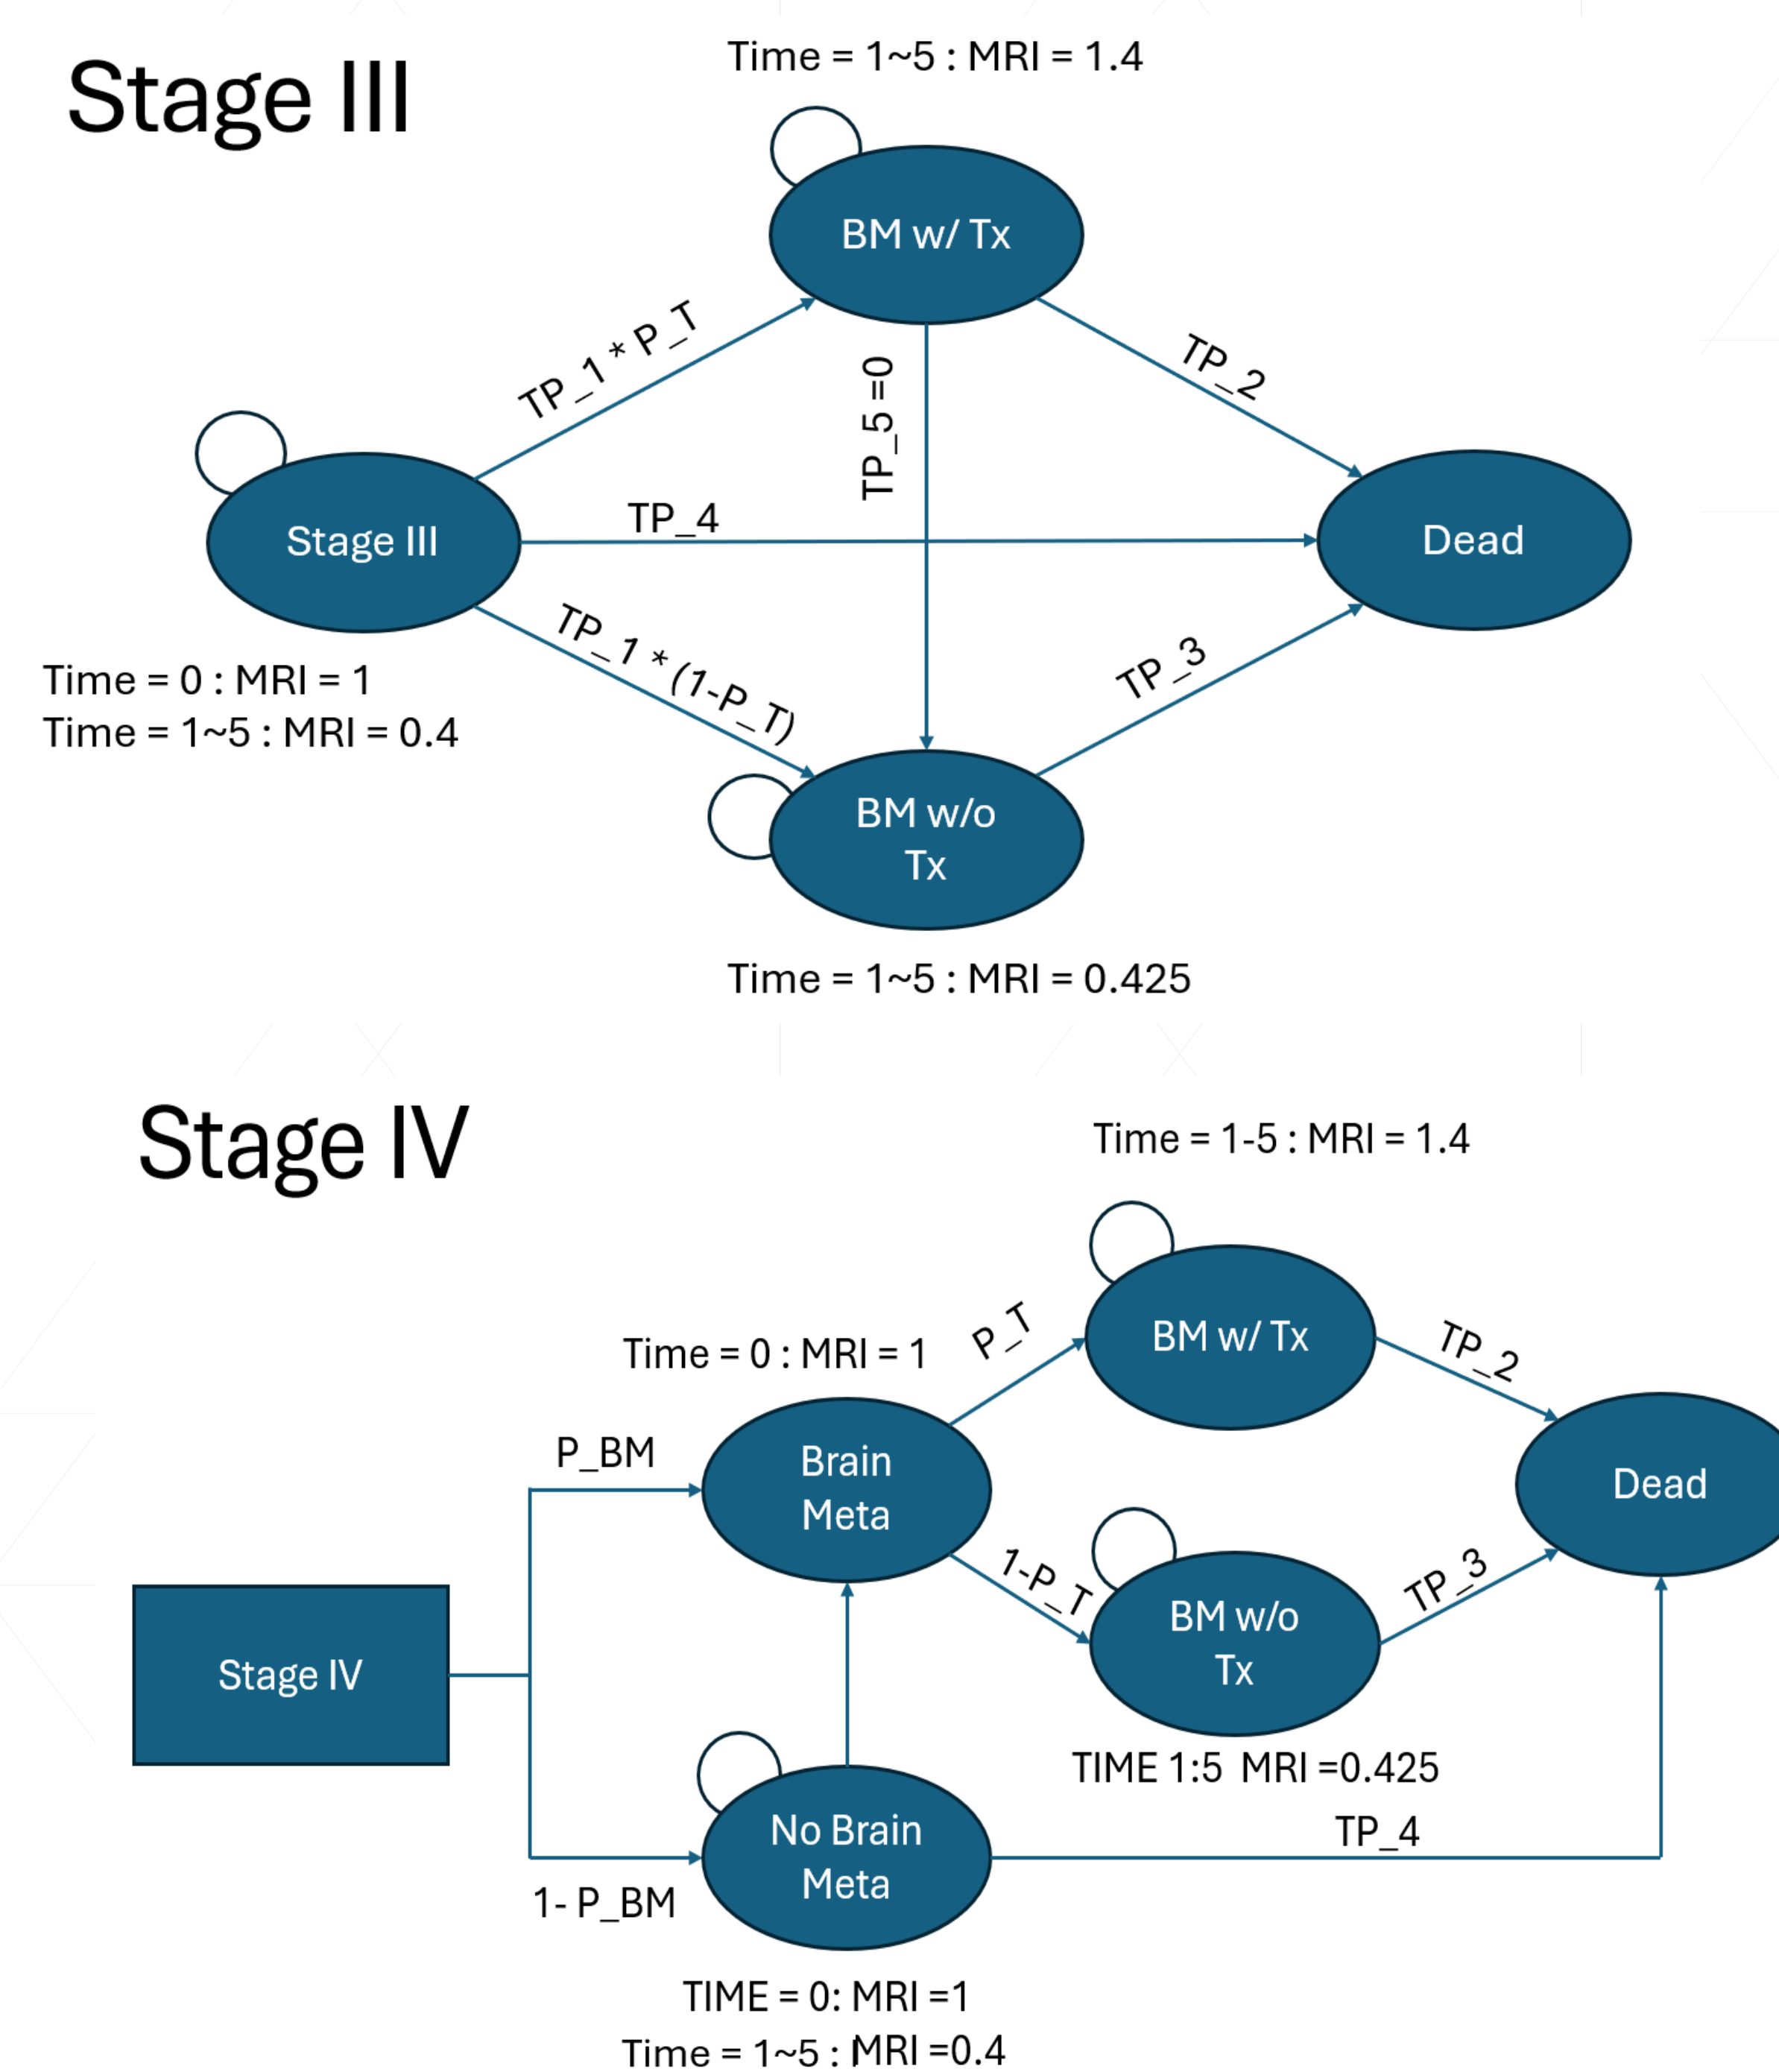 Stage III
Time = 1~5 : MRI = 1.4
BM w/ Tx
TP_1 * P_T
TP_5 =0
TP_2
Stage III
TP_4
Dead
Time = 0 : MRI = 1
Time = 1~5 : MRI = 0.4
TP_1 * (1-P_T)
TP_3
BM w/o
Tx
Time = 1~5 : MRI = 0.425
Stage IV
Time = 1-5 : MRI = 1.4
BM w/ Tx
P_T
TP_2
Time = 0 : MRI = 1
P_BM
Brain
Meta
Dead
1-P_T
TP_3
BM w/o
Tx
Stage IV
TIME 1:5 MRI =0.425
No Brain
Meta
TP_4
1- P_BM
TIME = 0: MRI =1
Time = 1~5 : MRI =0.4